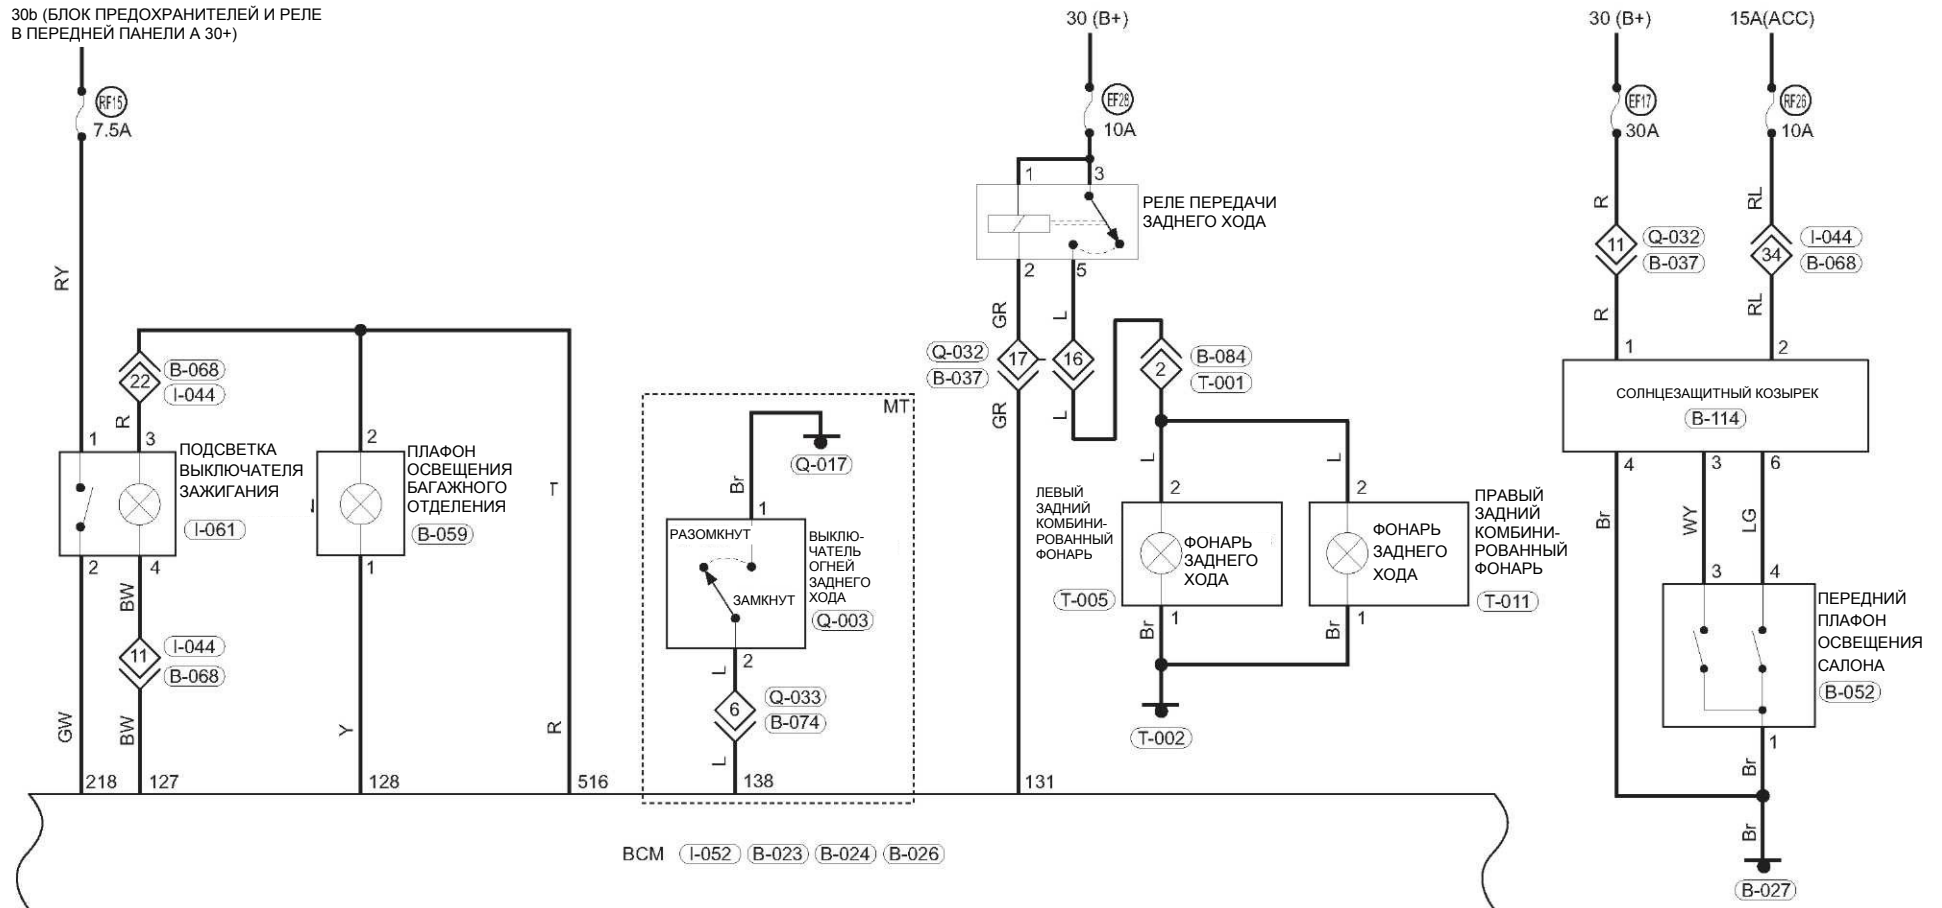 30b (БЛОК ПРЕДОХРАНИТЕЛЕЙ И РЕЛЕ
В ПЕРЕДНЕЙ ПАНЕЛИ А 30+)
RF15
7.5A
RY
B-068
22
I-044
R
1
3
ПОДСВЕТКА
ВЫКЛЮЧАТЕЛЯ
ЗАЖИГАНИЯ
I-061
2
4
BW
I-044
11
B-068
GW
BW
218
127
2
ПЛАФОН
ОСВЕЩЕНИЯ
БАГАЖНОГО
ОТДЕЛЕНИЯ
B-059
1
Y
128
T
R
516
MT
Q-017
Br
1
РАЗОМКНУТ
ЗАМКНУТ
ВЫКЛЮ-
ЧАТЕЛЬ
ОГНЕЙ
ЗАДНЕГО
ХОДА
Q-003
2
L
Q-033
6
B-074
L
138
30 (B+)
EF28
10A
1
3
РЕЛЕ ПЕРЕДАЧИ
ЗАДНЕГО ХОДА
2
5
GR
L
Q-032
17
16
B-037
GR
L
131
B-084
2
T-001
L
L
2
2
ЛЕВЫЙ
ЗАДНИЙ
КОМБИНИ-
РОВАННЫЙ
ФОНАРЬ
T-005
ФОНАРЬ
ЗАДНЕГО
ХОДА
ФОНАРЬ
ЗАДНЕГО
ХОДА
ПРАВЫЙ
ЗАДНИЙ
КОМБИНИ-
РОВАННЫЙ
ФОНАРЬ
T-011
1
1
Br
Br
T-002
30 (B+)
15A(ACC)
EF17
30A
RF26
10A
R
RL
11
Q-032
B-037
34
I-044
B-068
R
RL
1
2
СОЛНЦЕЗАЩИТНЫЙ КОЗЫРЕК
B-114
4
3
6
Br
WY
LG
3
4
ПЕРЕДНИЙ
ПЛАФОН
ОСВЕЩЕНИЯ
САЛОНА
B-052
1
Br
Br
B-027
BCM I-052 B-023 B-024 B-026